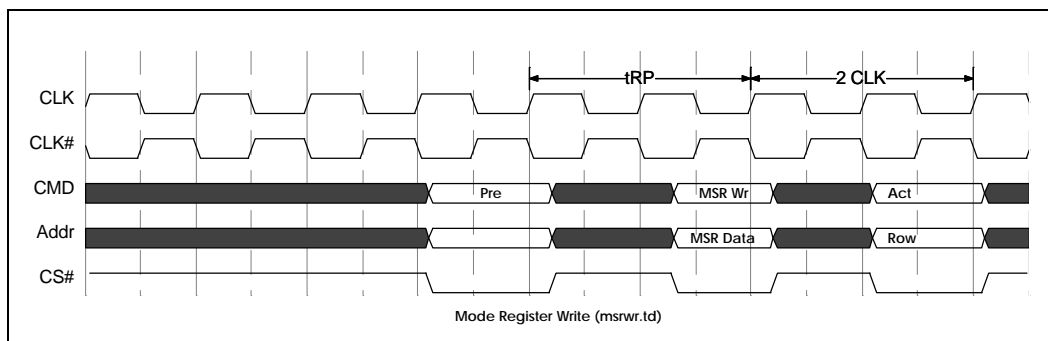 tRP 2 CLK
CLK
CLK#
CMD Pre MSR Wr Act
Addr MSR Data Row
CS#
Mode Register Write (msrwr.td)